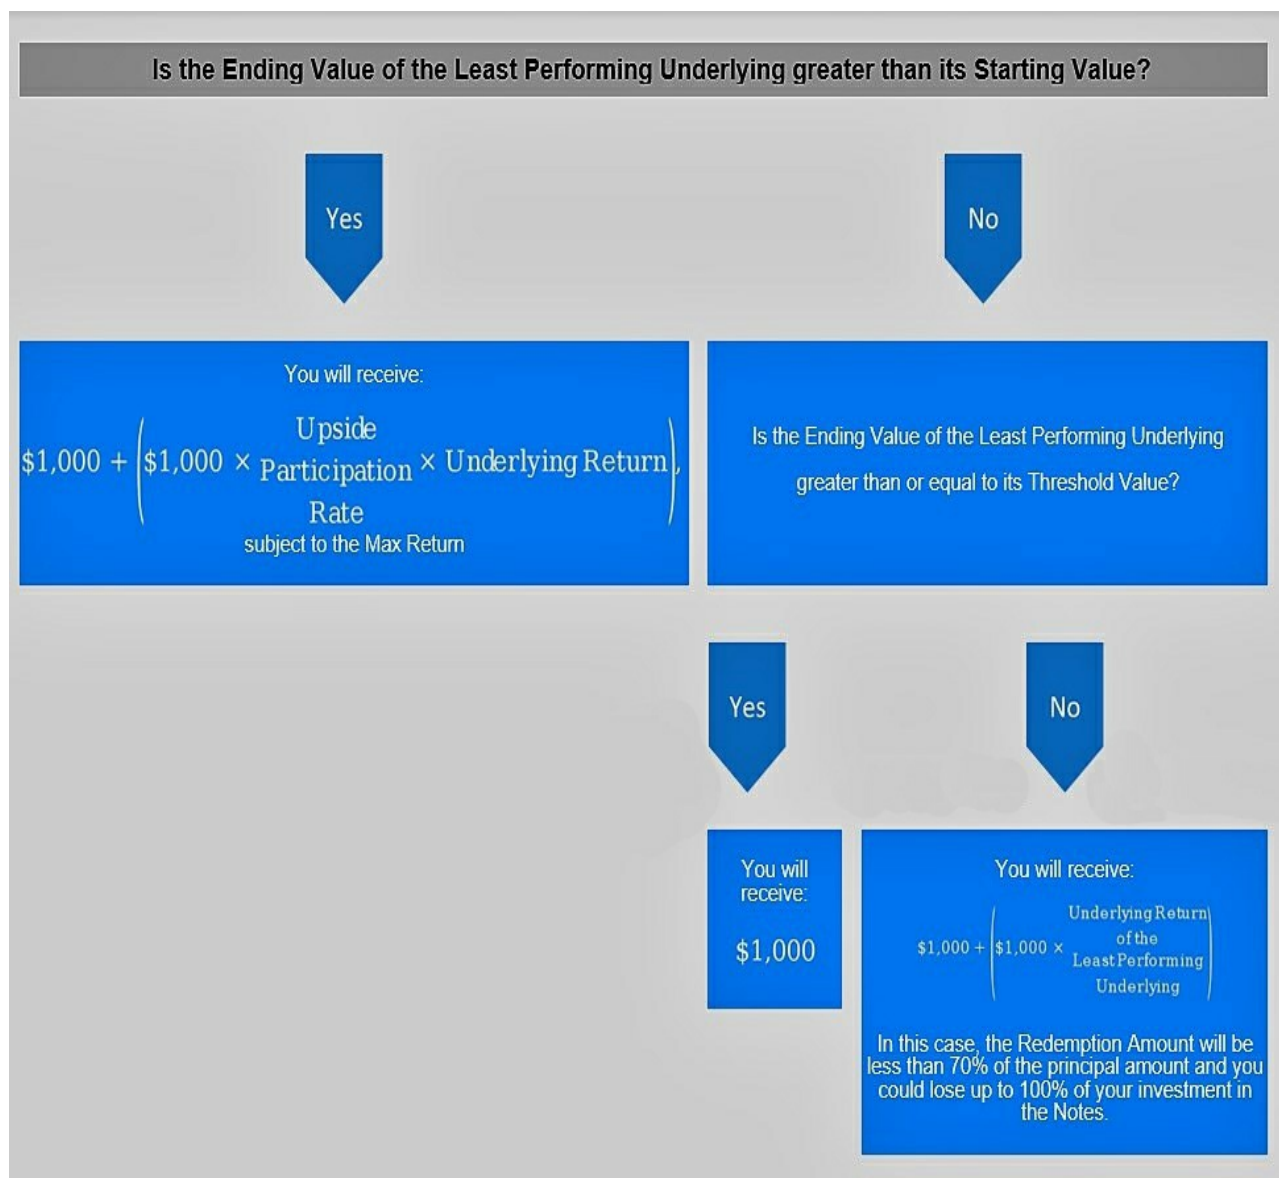 Is the Ending Value of the Least Performing Underlying greater than its Starting Value?
Yes
No
You will receive:
$1,000 + ($1,000 × Upside Participation Rate × Underlying Return),
subject to the Max Return
Is the Ending Value of the Least Performing Underlying
greater than or equal to its Threshold Value?
Yes
No
You will
receive:
$1,000
You will receive:
$1,000 + ($1,000 × Underlying Return of the Least Performing Underlying)
In this case, the Redemption Amount will be
less than 70% of the principal amount and you
could lose up to 100% of your investment in
the Notes.